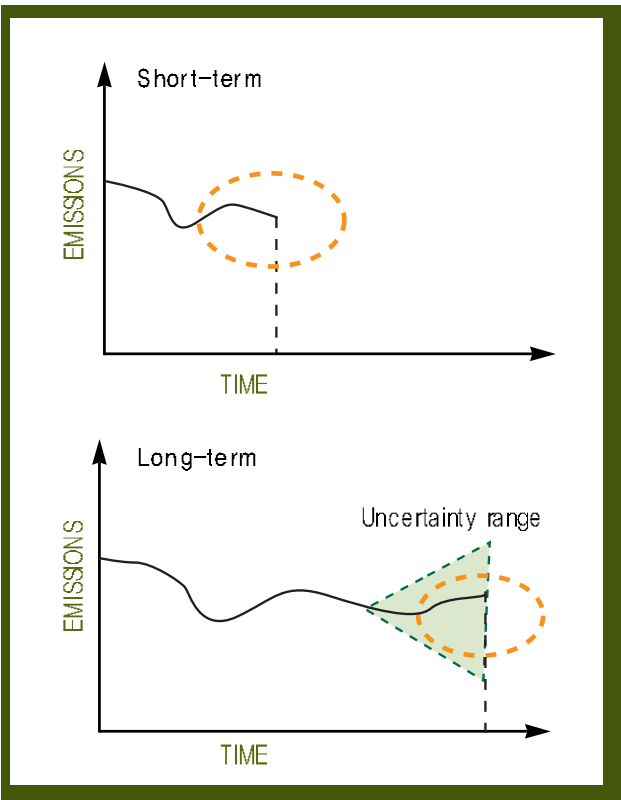 Short-term
EMISSIONS
TIME
Long-term
Uncertainty range
EMISSIONS
TIME